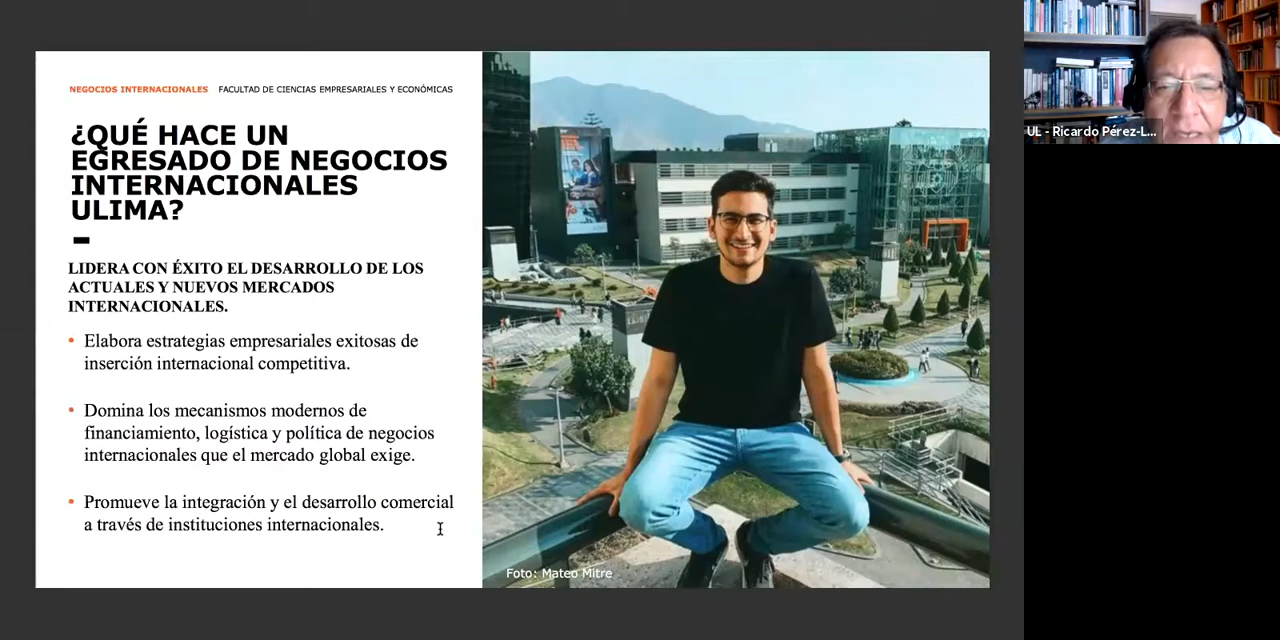 NEGOCIOS INTERNACIONALES FACULTAD DE CIENCIAS EMPRESARIALES Y ECONÓMICAS
¿QUÉ HACE UN
EGRESADO DE NEGOCIOS
INTERNACIONALES
ULIMA?
LIDERA CON ÉXITO EL DESARROLLO DE LOS
ACTUALES Y NUEVOS MERCADOS
INTERNACIONALES.
• Elabora estrategias empresariales exitosas de
inserción internacional competitiva.
• Domina los mecanismos modernos de
financiamiento, logística y política de negocios
internacionales que el mercado global exige.
• Promueve la integración y el desarrollo comercial
a través de instituciones internacionales.
Foto: Mateo Mitre
UL - Ricardo Pérez-L...